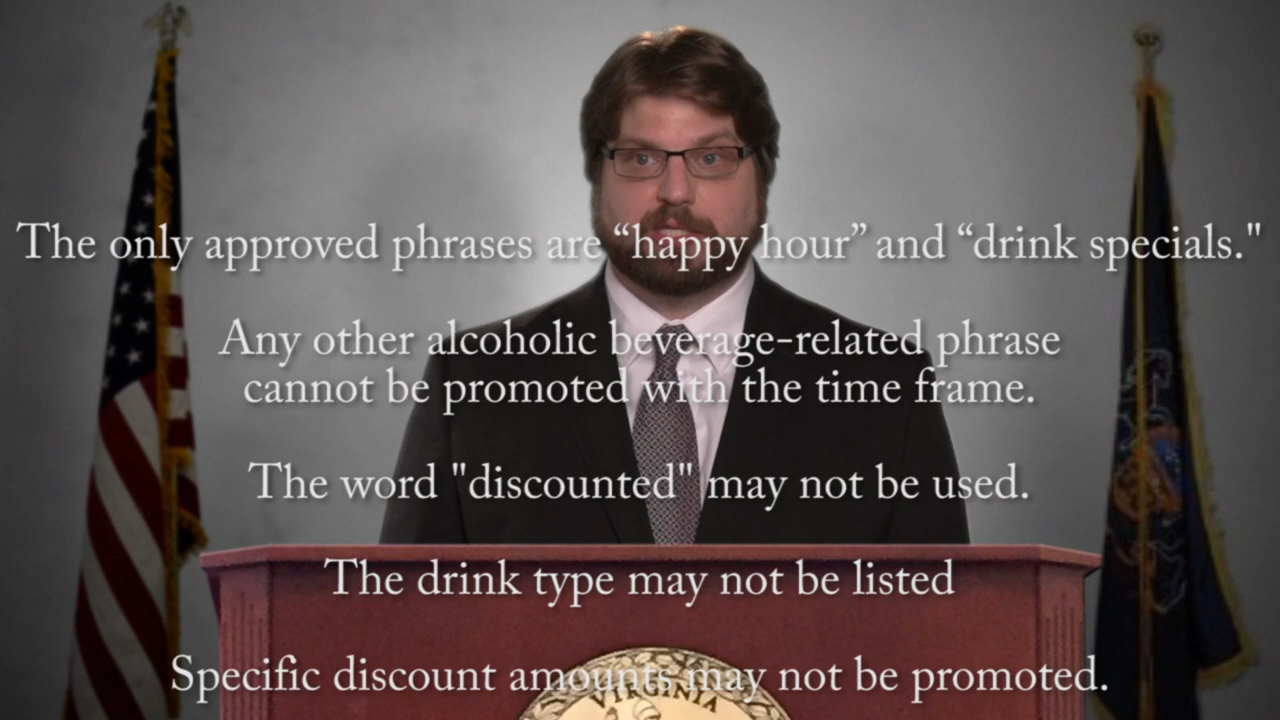 The only approved phrases are “happy hour” and “drink specials."
Any other alcoholic beverage-related phrase
cannot be promoted with the time frame.
The word "discounted" may not be used.
The drink type may not be listed
Specific discount amounts may not be promoted.
VIRGINIA